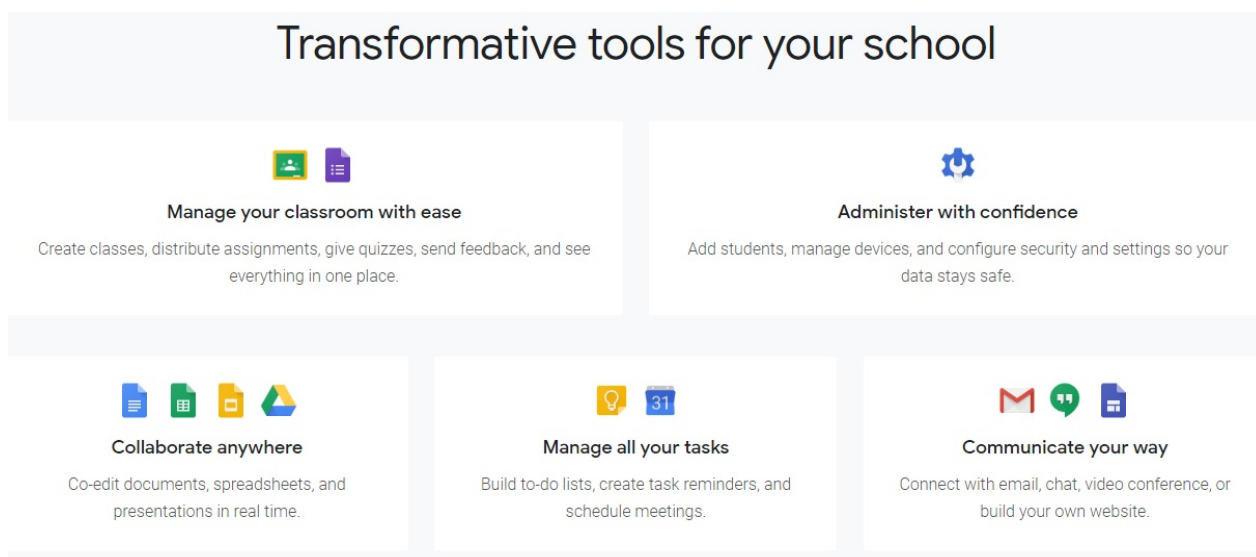 Transformative tools for your school
Manage your classroom with ease
Create classes, distribute assignments, give quizzes, send feedback, and see
everything in one place.
Administer with confidence
Add students, manage devices, and configure security and settings so your
data stays safe.
Collaborate anywhere
Co-edit documents, spreadsheets, and
presentations in real time.
31
Manage all your tasks
Build to-do lists, create task reminders, and
schedule meetings.
Communicate your way
Connect with email, chat, video conference, or
build your own website.